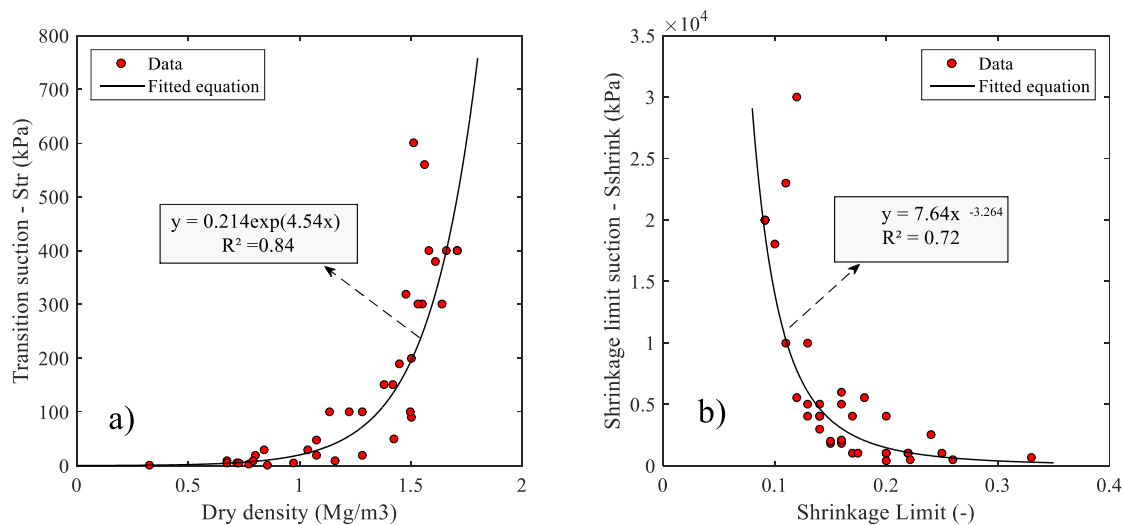 800
700
600
500
400
300
200
100
0
Transition suction - Str (kPa)
Data
Fitted equation
y = 0.214exp(4.54x)
R² =0.84
a)
0
0.5
1
1.5
2
Dry density (Mg/m3)
×10⁴
3.5
3
2.5
2
1.5
1
0.5
0
Shrinkage limit suction - Sshrink (kPa)
Data
Fitted equation
y = 7.64x -3.264
R² = 0.72
b)
0
0.1
0.2
0.3
0.4
Shrinkage Limit (-)